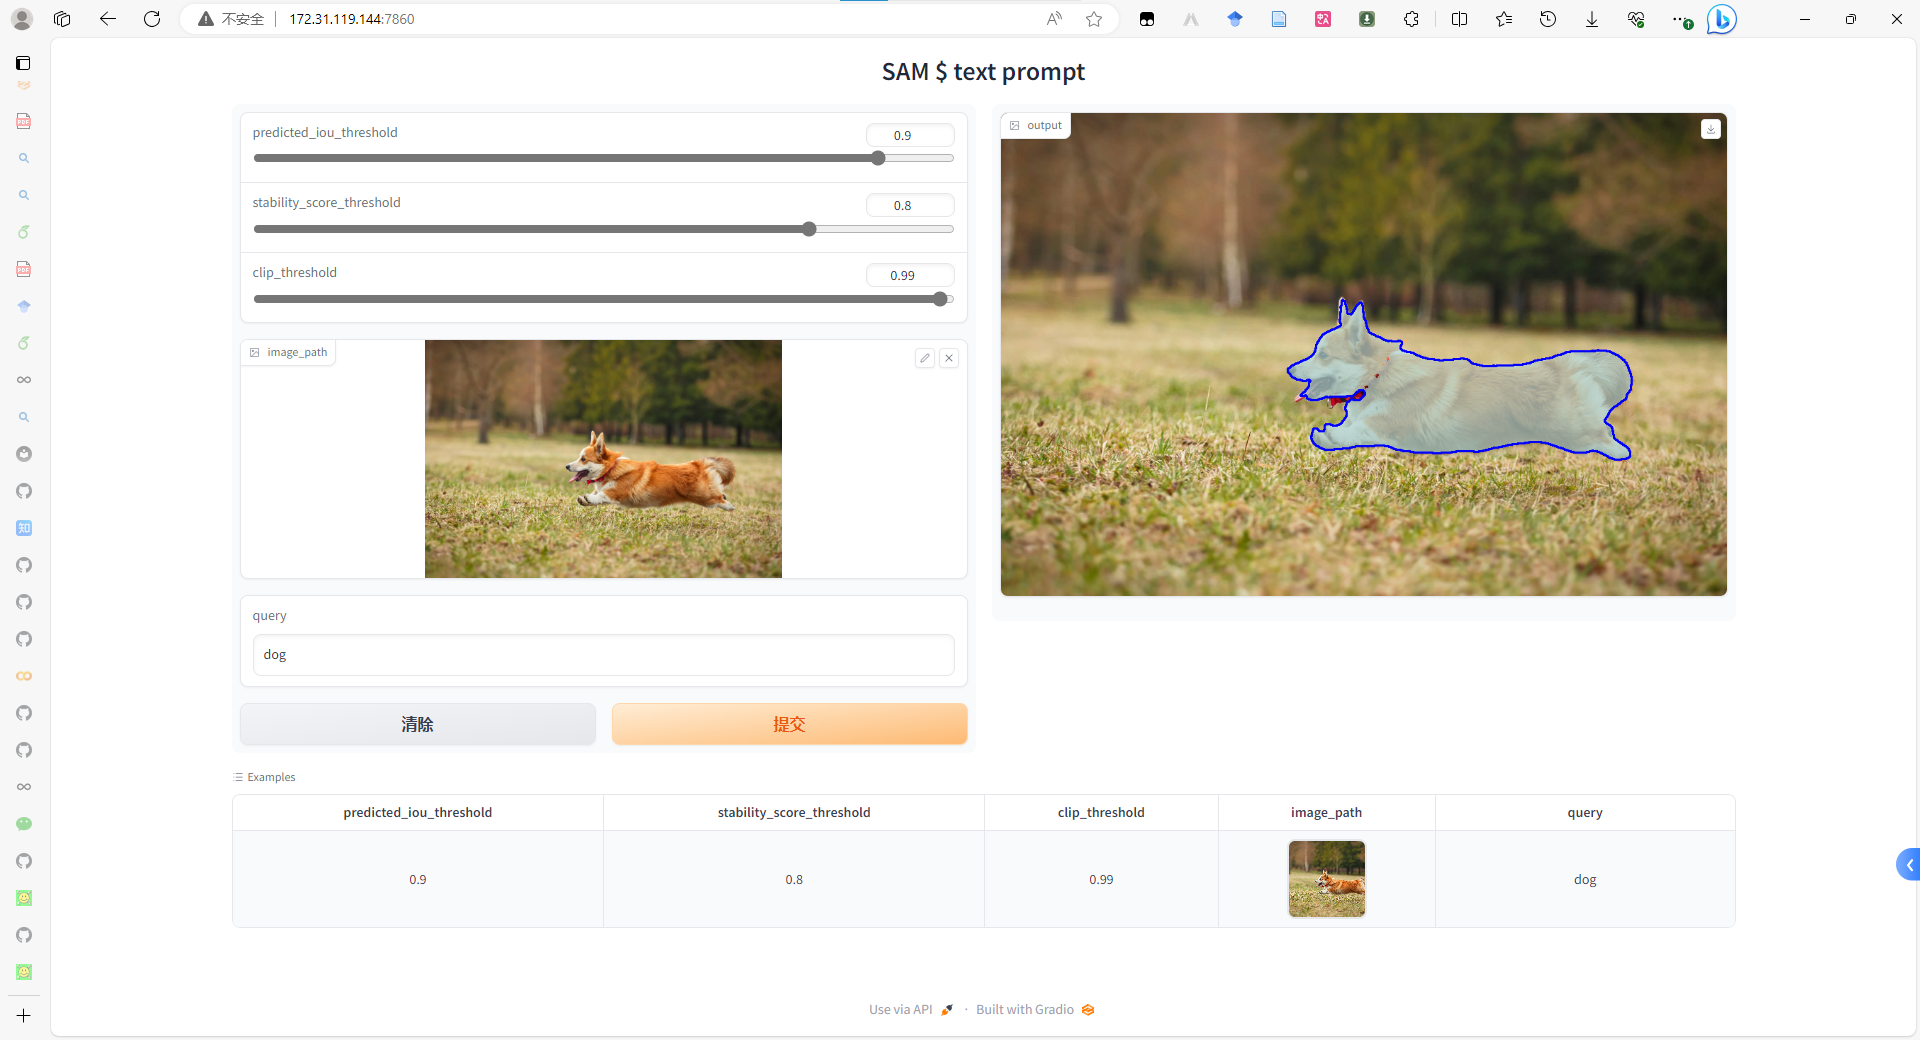 不安全
172.31.119.144:7860
SAM $ text prompt
predicted_iou_threshold
0.9
stability_score_threshold
0.8
clip_threshold
0.99
image_path
query
dog
清除
提交
output
Examples
predicted_iou_threshold stability_score_threshold clip_threshold image_path query
0.9 0.8 0.99 dog
Use via API · Built with Gradio